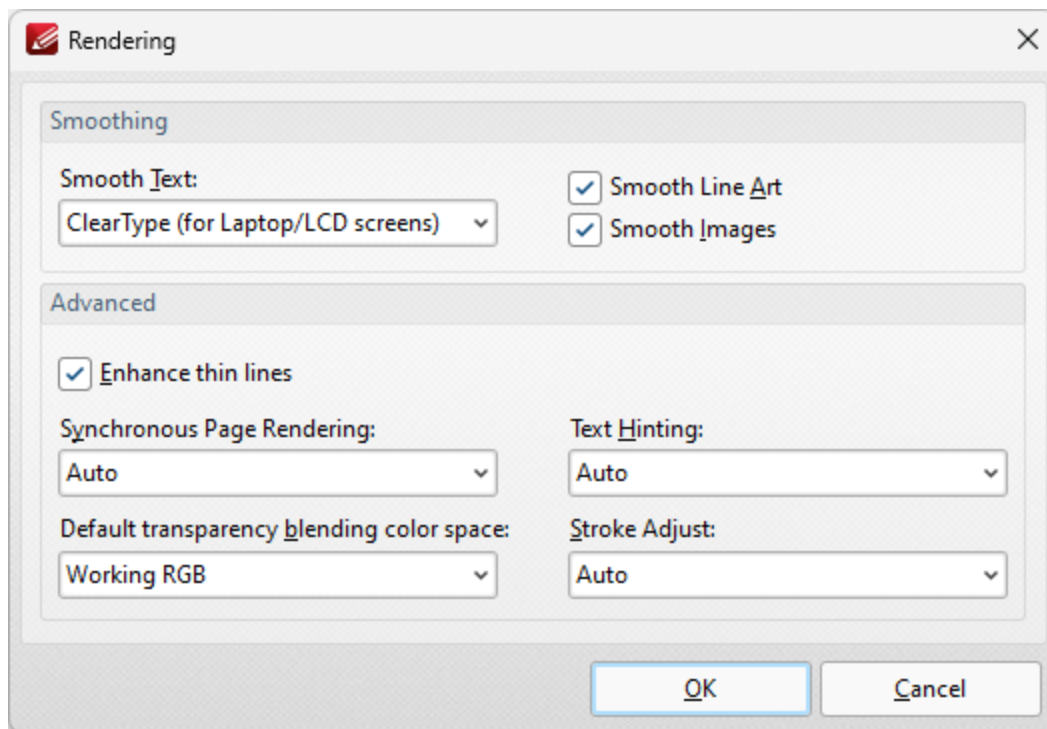 Rendering
Smoothing
Smooth Text:
ClearType (for Laptop/LCD screens)
Smooth Line Art
Smooth Images
Advanced
Enhance thin lines
Synchronous Page Rendering:
Text Hinting:
Auto
Auto
Default transparency blending color space:
Stroke Adjust:
Working RGB
Auto
OK
Cancel